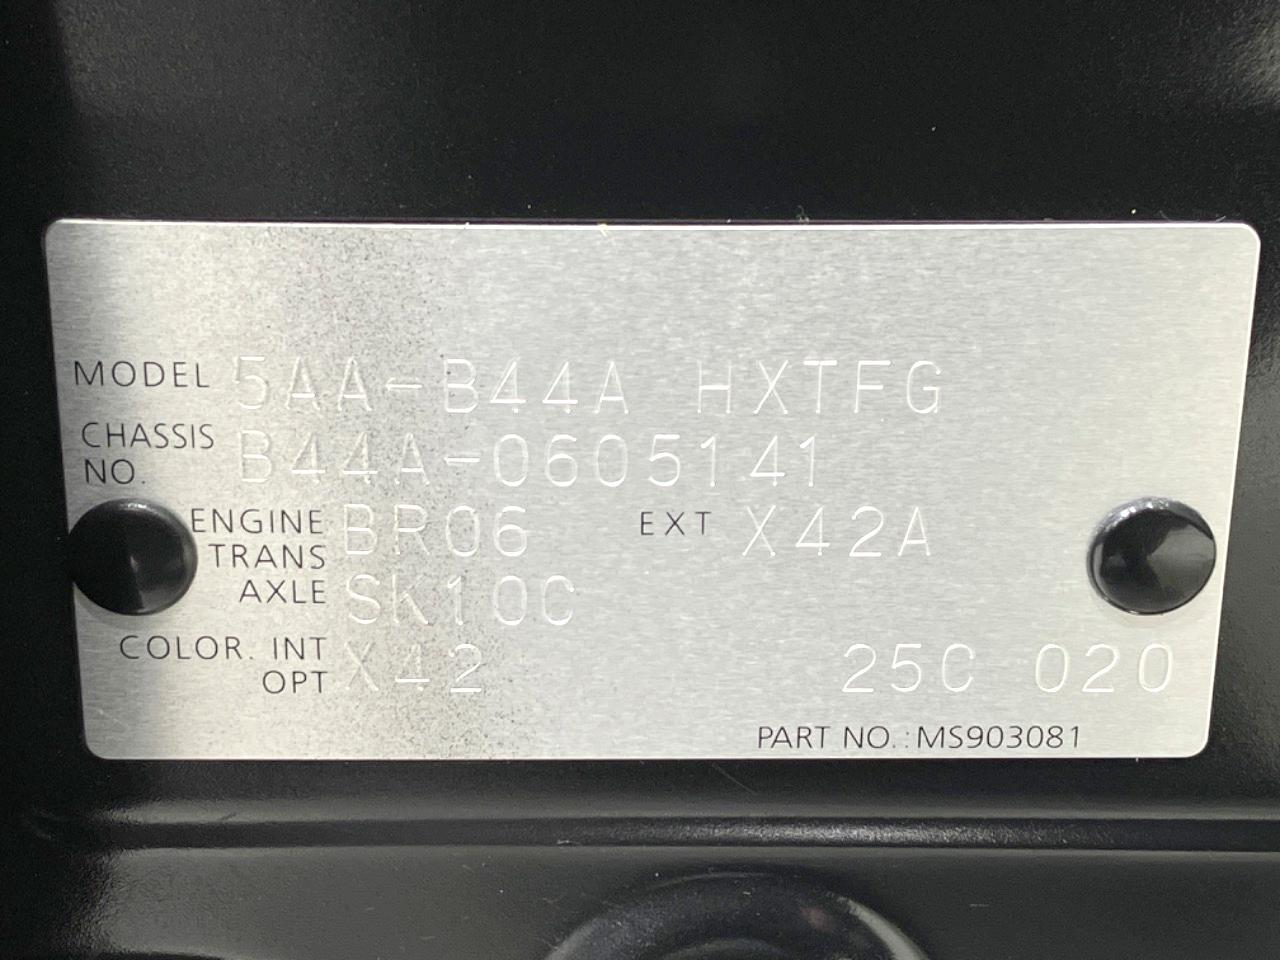 MODEL 5AA-B44A HXTFG
CHASSIS NO. B44A-0605141
ENGINE BR06 EXT X42A
TRANS AXLE SK10C
COLOR. INT OPT X42 25C 020
PART NO. : MS903081